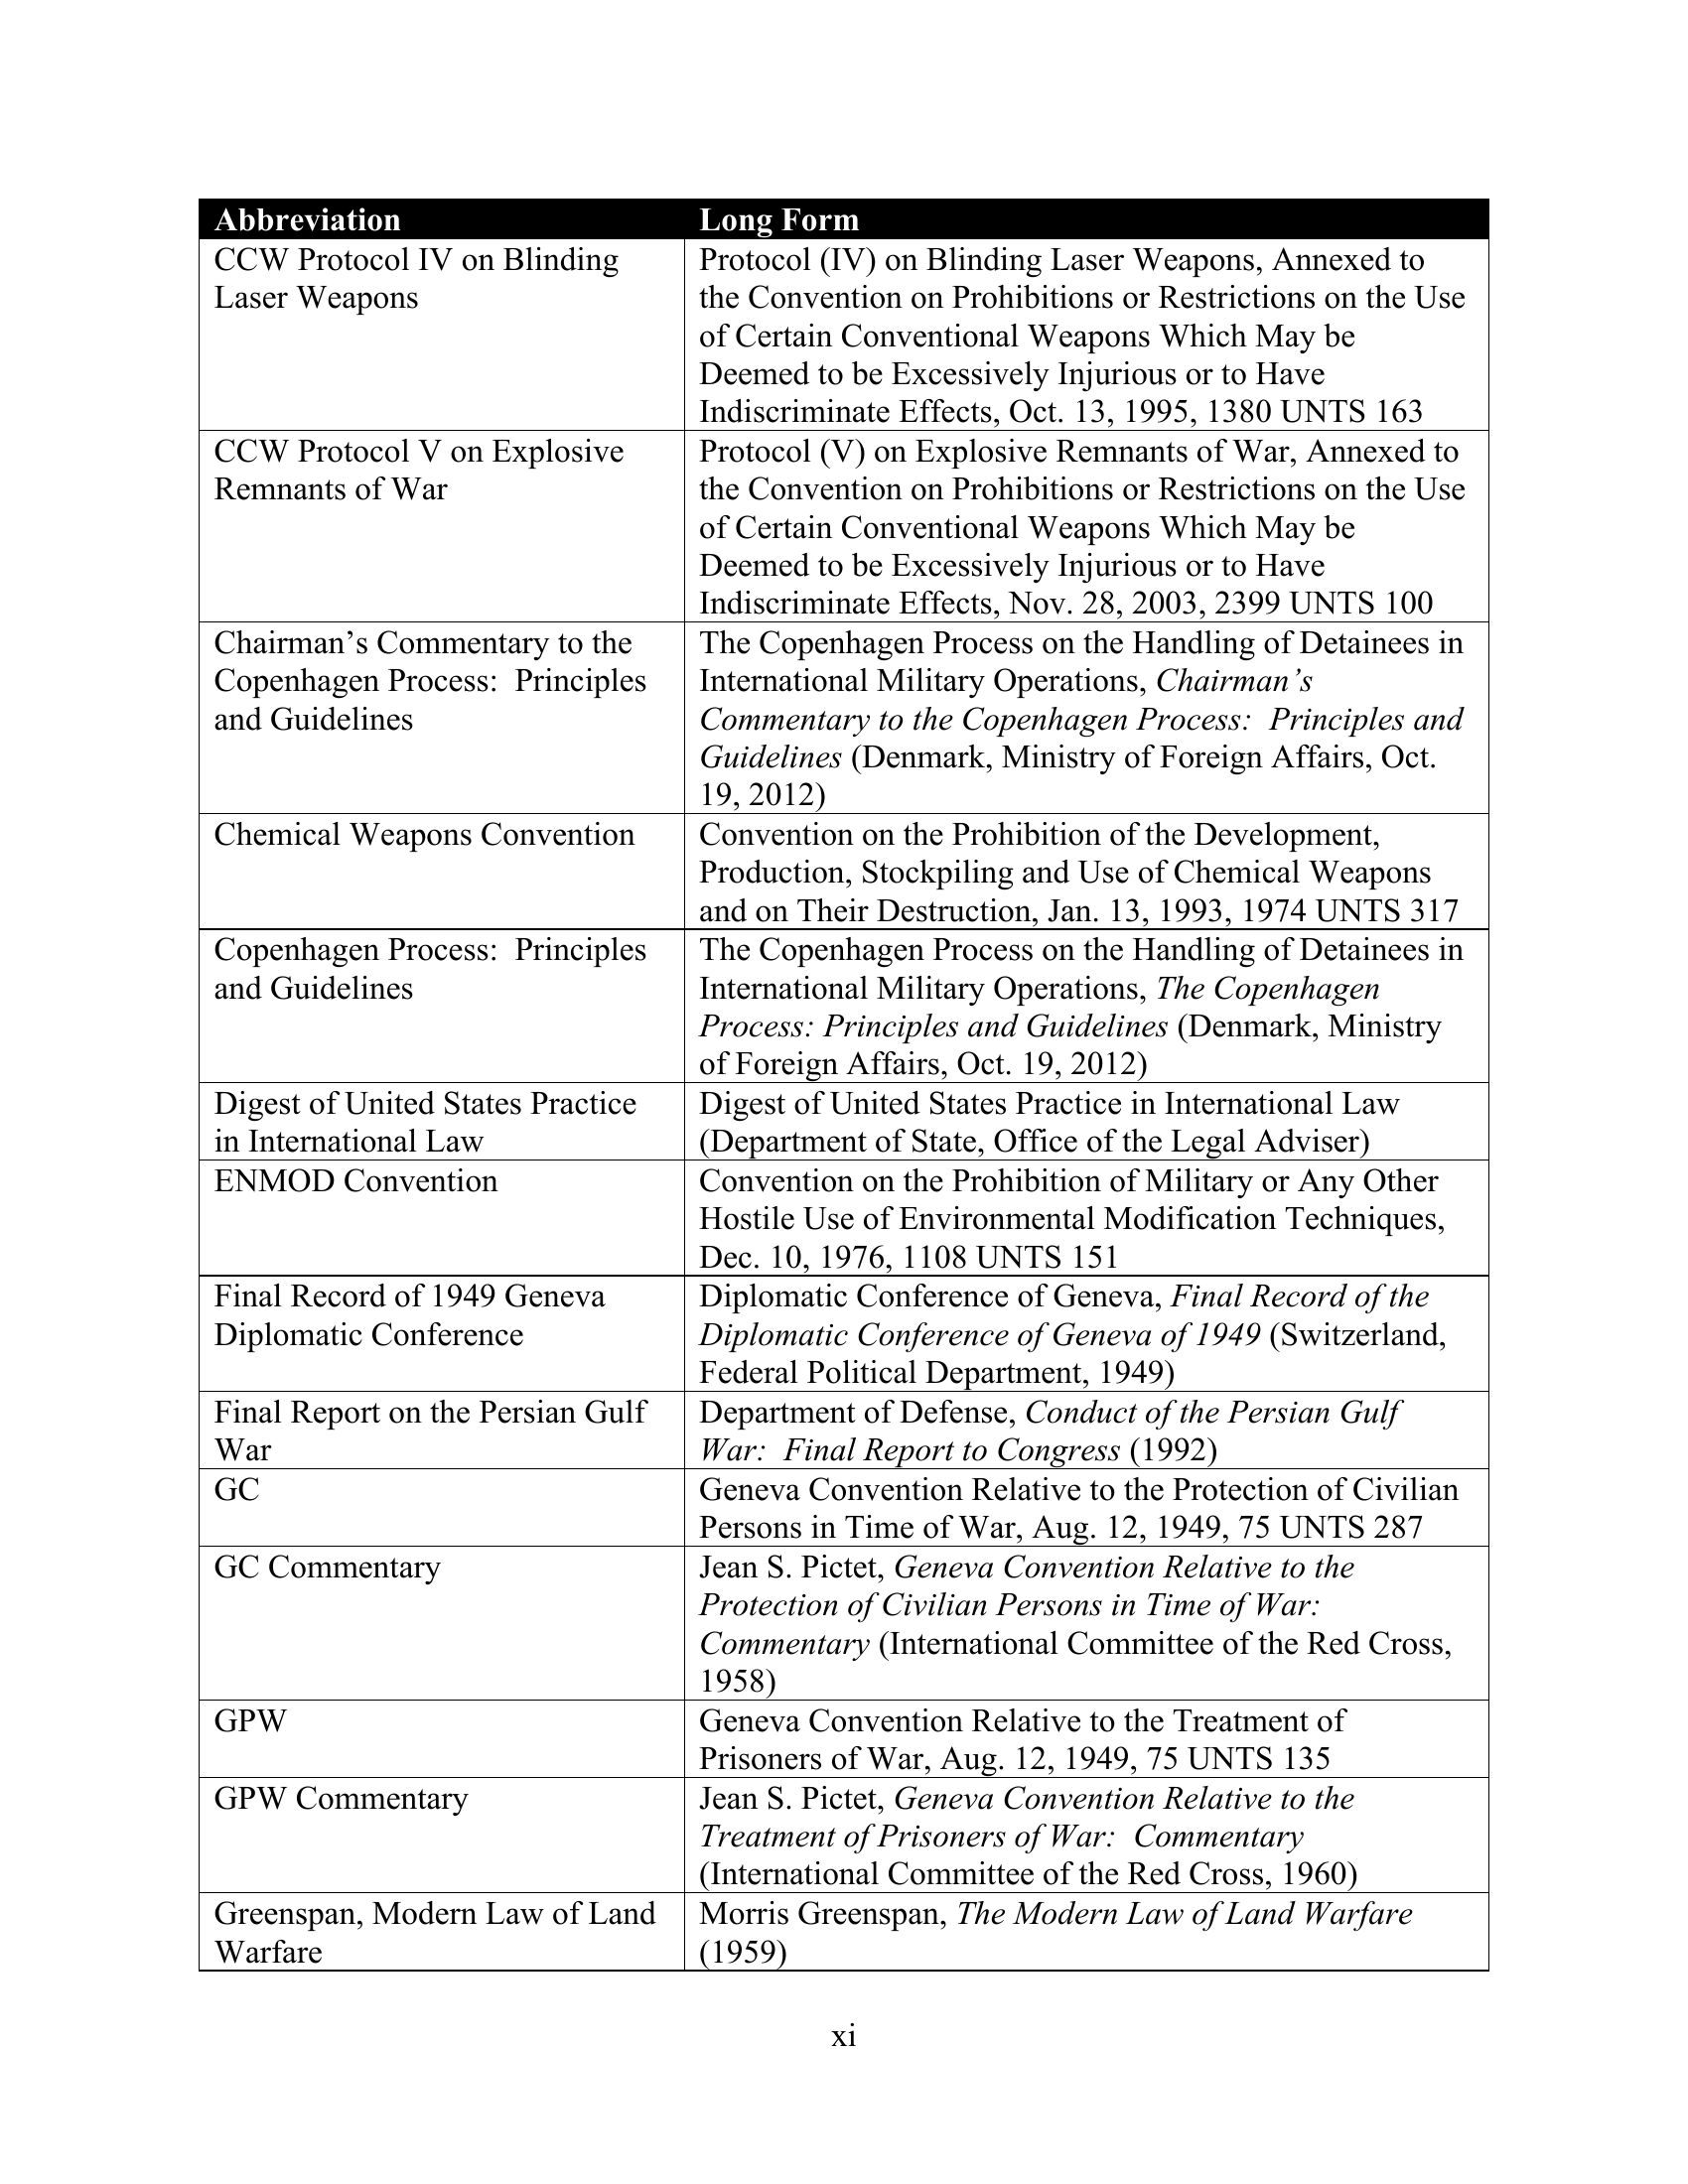 Abbreviation Long Form
CCW Protocol IV on Blinding
Laser Weapons
Protocol (IV) on Blinding Laser Weapons, Annexed to
the Convention on Prohibitions or Restrictions on the Use
of Certain Conventional Weapons Which May be
Deemed to be Excessively Injurious or to Have
Indiscriminate Effects, Oct. 13, 1995, 1380 UNTS 163
CCW Protocol V on Explosive
Remnants of War
Protocol (V) on Explosive Remnants of War, Annexed to
the Convention on Prohibitions or Restrictions on the Use
of Certain Conventional Weapons Which May be
Deemed to be Excessively Injurious or to Have
Indiscriminate Effects, Nov. 28, 2003, 2399 UNTS 100
Chairman’s Commentary to the
Copenhagen Process:  Principles
and Guidelines
The Copenhagen Process on the Handling of Detainees in
International Military Operations, Chairman’s
Commentary to the Copenhagen Process:  Principles and
Guidelines (Denmark, Ministry of Foreign Affairs, Oct.
19, 2012)
Chemical Weapons Convention
Convention on the Prohibition of the Development,
Production, Stockpiling and Use of Chemical Weapons
and on Their Destruction, Jan. 13, 1993, 1974 UNTS 317
Copenhagen Process:  Principles
and Guidelines
The Copenhagen Process on the Handling of Detainees in
International Military Operations, The Copenhagen
Process: Principles and Guidelines (Denmark, Ministry
of Foreign Affairs, Oct. 19, 2012)
Digest of United States Practice
in International Law
Digest of United States Practice in International Law
(Department of State, Office of the Legal Adviser)
ENMOD Convention
Convention on the Prohibition of Military or Any Other
Hostile Use of Environmental Modification Techniques,
Dec. 10, 1976, 1108 UNTS 151
Final Record of 1949 Geneva
Diplomatic Conference
Diplomatic Conference of Geneva, Final Record of the
Diplomatic Conference of Geneva of 1949 (Switzerland,
Federal Political Department, 1949)
Final Report on the Persian Gulf
War
Department of Defense, Conduct of the Persian Gulf
War:  Final Report to Congress (1992)
GC
Geneva Convention Relative to the Protection of Civilian
Persons in Time of War, Aug. 12, 1949, 75 UNTS 287
GC Commentary
Jean S. Pictet, Geneva Convention Relative to the
Protection of Civilian Persons in Time of War:
Commentary (International Committee of the Red Cross,
1958)
GPW
Geneva Convention Relative to the Treatment of
Prisoners of War, Aug. 12, 1949, 75 UNTS 135
GPW Commentary
Jean S. Pictet, Geneva Convention Relative to the
Treatment of Prisoners of War:  Commentary
(International Committee of the Red Cross, 1960)
Greenspan, Modern Law of Land
Warfare
Morris Greenspan, The Modern Law of Land Warfare
(1959)
xi